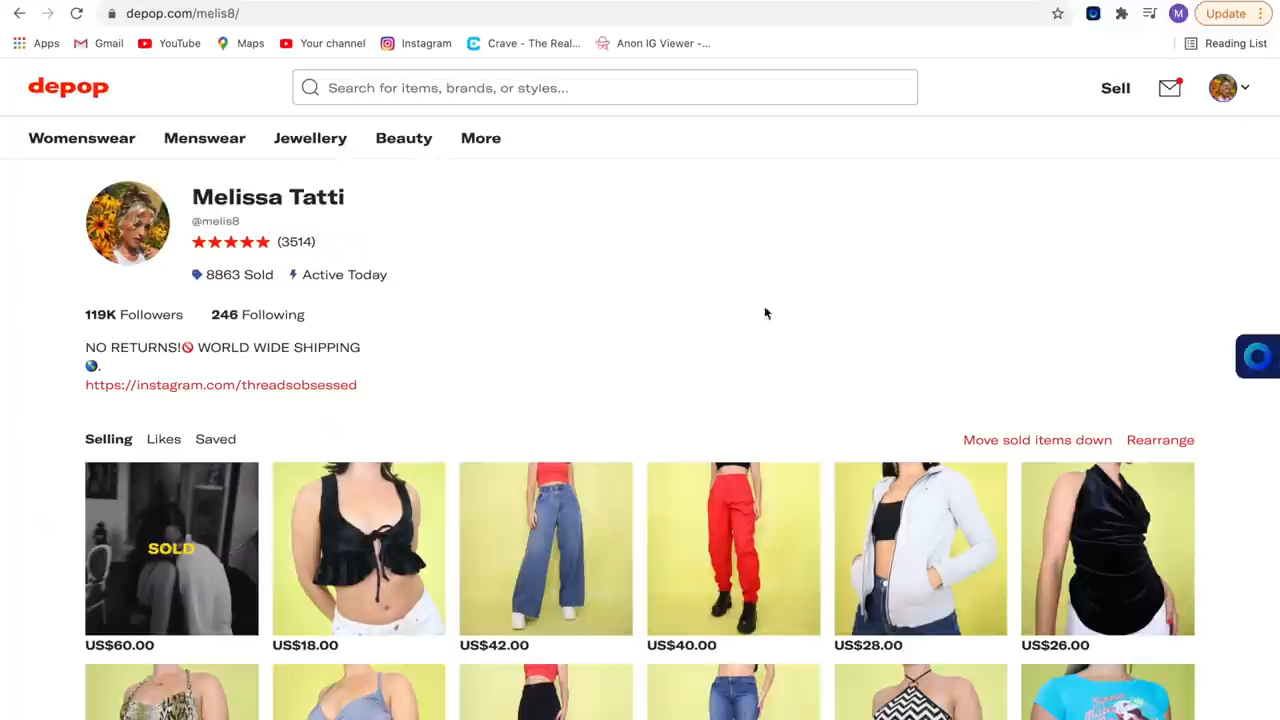 depop.com/melis8/
M
Update
Apps
Gmail
YouTube
Maps
Your channel
Instagram
Crave - The Real...
Anon IG Viewer -...
Reading List
depop
Search for items, brands, or styles...
Sell
Womenswear
Menswear
Jewellery
Beauty
More
Melissa Tatti
@melis8
(3514)
8863 Sold
Active Today
119K Followers
246 Following
NO RETURNS!🚫 WORLD WIDE SHIPPING
🌎.
https://instagram.com/threadsobsessed
Selling
Likes
Saved
Move sold items down
Rearrange
SOLD
US$60.00
US$18.00
US$42.00
US$40.00
US$28.00
US$26.00